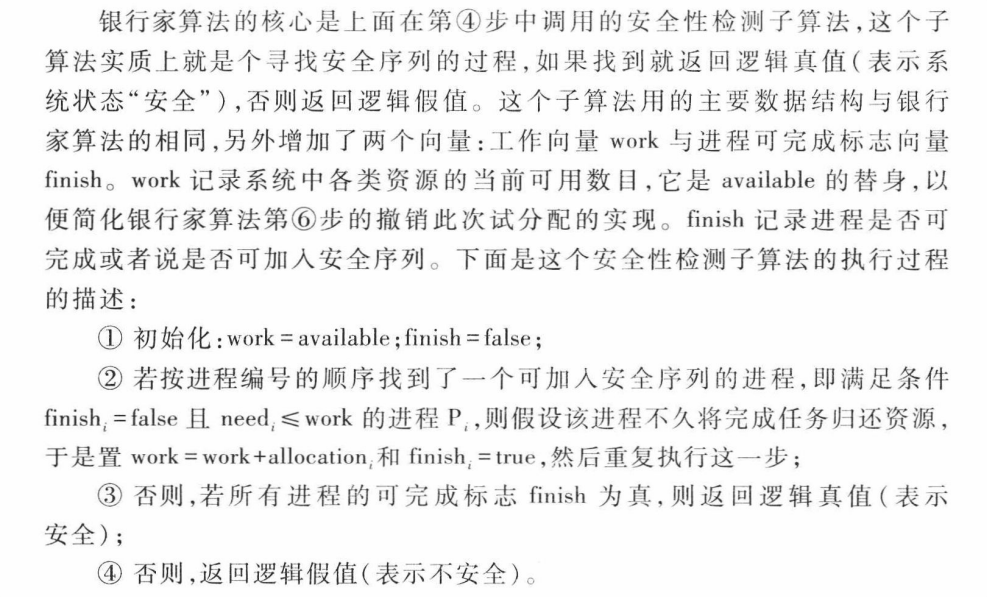 银行家算法的核心是上面在第④步中调用的安全性检测子算法,这个子
算法实质上就是个寻找安全序列的过程,如果找到就返回逻辑真值(表示系
统状态“安全”),否则返回逻辑假值。这个子算法用的主要数据结构与银行
家算法的相同,另外增加了两个向量:工作向量 work 与进程可完成标志向量
finish。work 记录系统中各类资源的当前可用数目,它是 available 的替身,以
便简化银行家算法第⑥步的撤销此次试分配的实现。finish 记录进程是否可
完成或者说是否可加入安全序列。下面是这个安全性检测子算法的执行过程
的描述:
① 初始化:work=available;finish=false;
② 若按进程编号的顺序找到了一个可加入安全序列的进程,即满足条件
finishᵢ=false 且 needᵢ≤work 的进程 Pᵢ,则假设该进程不久将完成任务归还资源,
于是置 work=work+allocationᵢ和 finishᵢ=true,然后重复执行这一步;
③ 否则,若所有进程的可完成标志 finish 为真,则返回逻辑真值(表示
安全);
④ 否则,返回逻辑假值(表示不安全)。